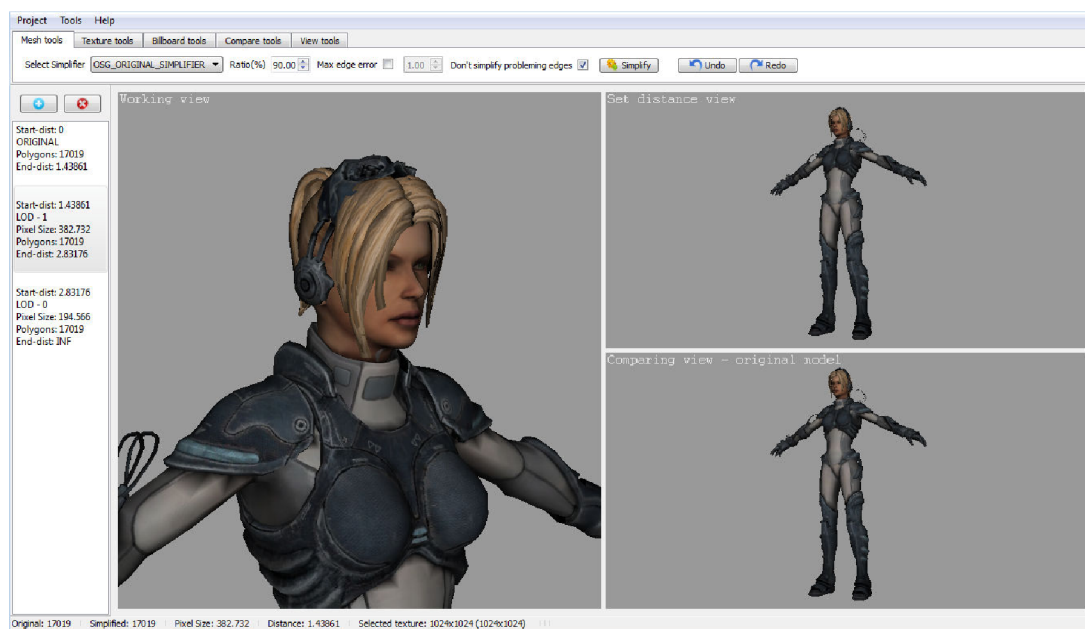 Project Tools Help
Mesh tools Texture tools Billboard tools Compare tools View tools
Select Simplifier OSG_ORIGINAL_SIMPLIFIER Ratio(%) 90.00 Max edge error 1.00 Don't simplify probleming edges Simplify Undo Redo
Start-dist: 0
ORIGINAL
Polygons: 17019
End-dist: 1.43861
Start-dist: 1.43861
LOD - 1
Pixel Size: 382.732
Polygons: 17019
End-dist: 2.83176
Start-dist: 2.83176
LOD - 0
Pixel Size: 194.566
Polygons: 17019
End-dist: INF
Working view
Set distance view
Comparing view - original model
Original: 17019 Simplified: 17019 Pixel Size: 382.732 Distance: 1.43861 Selected texture: 1024x1024 (1024x1024)